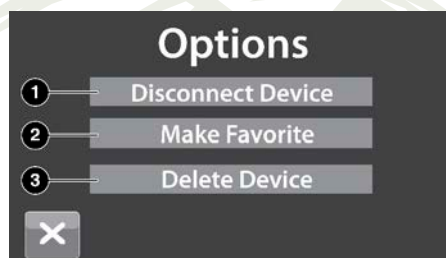 Options
1 Disconnect Device
2 Make Favorite
3 Delete Device